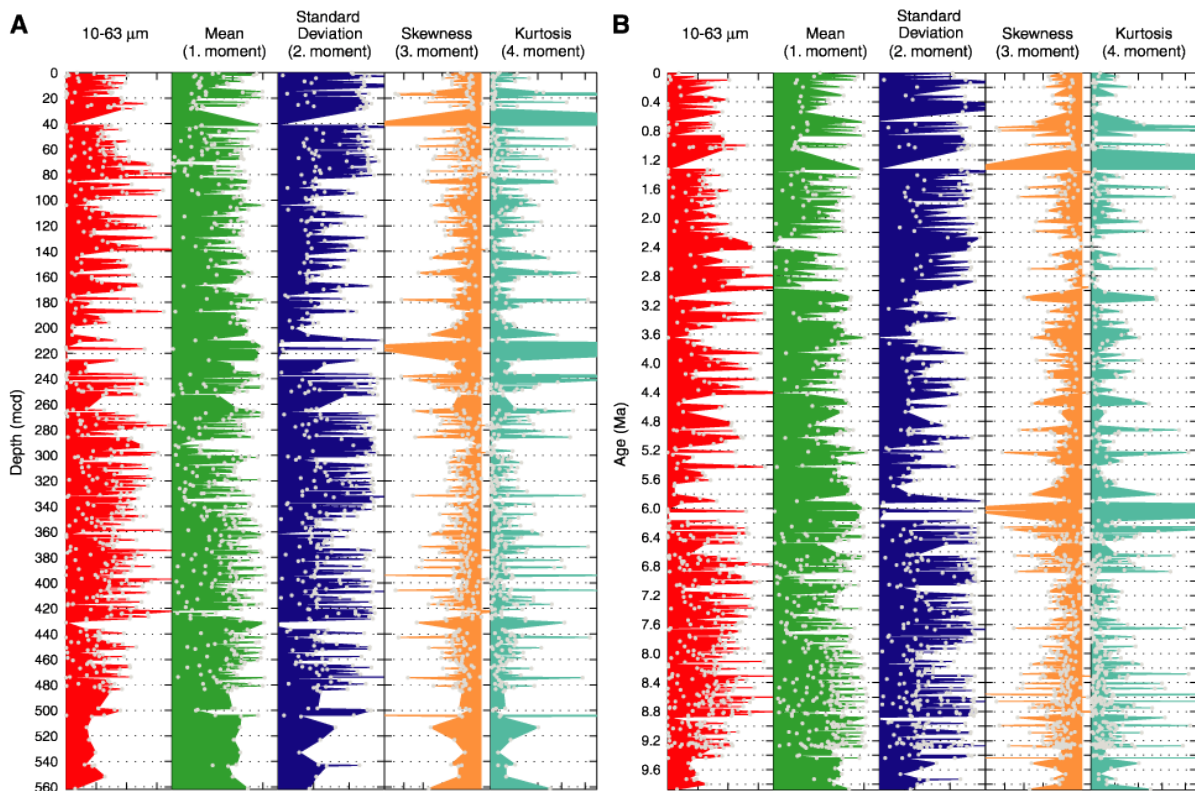 A
10-63 μm
Mean
(1. moment)
Standard
Deviation
(2. moment)
Skewness
(3. moment)
Kurtosis
(4. moment)
Depth (mcd)
0
20
40
60
80
100
120
140
160
180
200
220
240
260
280
300
320
340
360
380
400
420
440
460
480
500
520
540
560
B
10-63 μm
Mean
(1. moment)
Standard
Deviation
(2. moment)
Skewness
(3. moment)
Kurtosis
(4. moment)
Age (Ma)
0
0.4
0.8
1.2
1.6
2.0
2.4
2.8
3.2
3.6
4.0
4.4
4.8
5.2
5.6
6.0
6.4
6.8
7.2
7.6
8.0
8.4
8.8
9.2
9.6